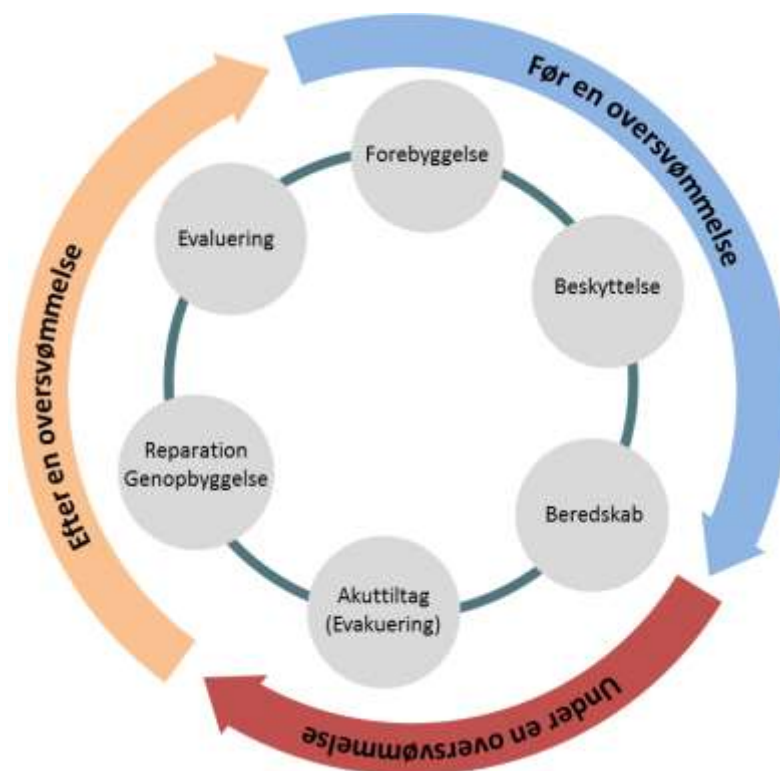 Før en oversvømmelse
Forebyggelse
Beskyttelse
Beredskab
Under en oversvømmelse
Akuttiltag
(Evakuering)
Reparation
Genopbyggelse
Evaluering
Efter en oversvømmelse